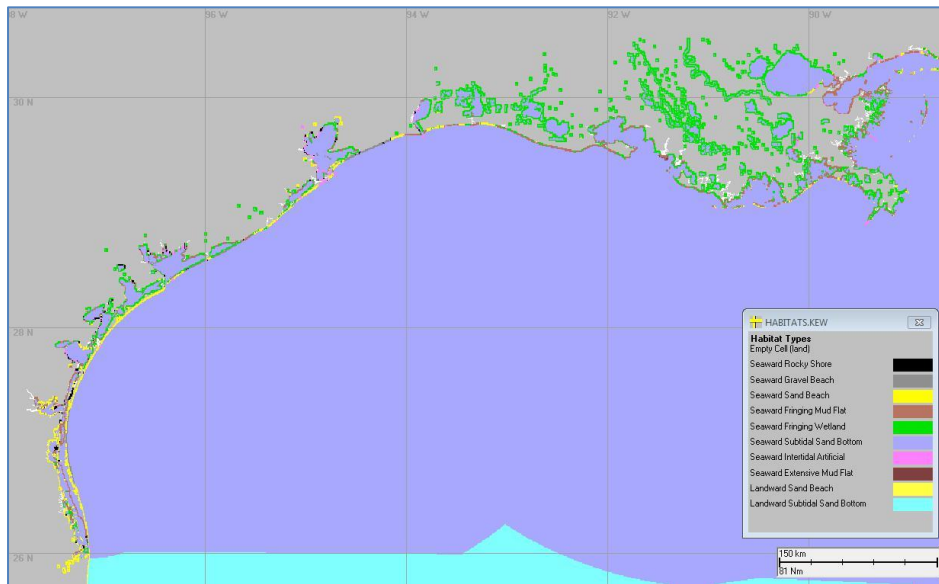 8 W
96 W
94 W
92 W
90 W
30 N
28 N
26 N
HABITATS.KEW
Habitat Types
Empty Cell (land)
Seaward Rocky Shore
Seaward Gravel Beach
Seaward Sand Beach
Seaward Fringing Mud Flat
Seaward Fringing Wetland
Seaward Subtidal Sand Bottom
Seaward Intertidal Artificial
Seaward Extensive Mud Flat
Landward Sand Beach
Landward Subtidal Sand Bottom
150 km
81 Nm